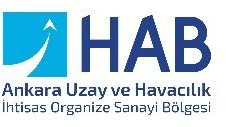 HAB
Ankara Uzay ve Havacılık
İhtisas Organize Sanayi Bölgesi